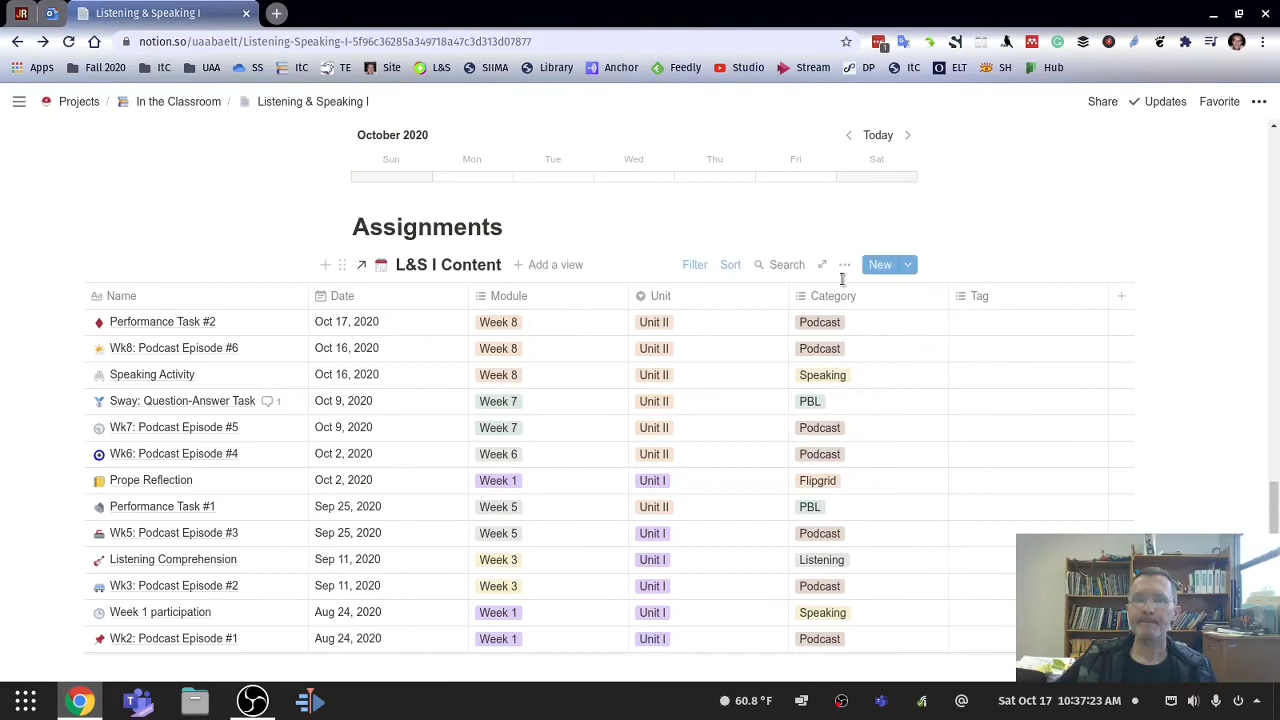 Listening & Speaking I
notion.so/uaabaelt/Listening-Speaking-I-5f96c36285a349718a47c3d313d07877
Apps Fall 2020 ItC UAA SS ItC TE Site L&S SIIMA Library Anchor Feedly Studio Stream DP ItC ELT SH Hub
Projects / In the Classroom / Listening & Speaking I Share Updates Favorite
October 2020 Today
Sun Mon Tue Wed Thu Fri Sat
Assignments
L&S I Content Add a view Filter Sort Search New
Aa Name Date Module Unit Category Tag
Performance Task #2 Oct 17, 2020 Week 8 Unit II Podcast
Wk8: Podcast Episode #6 Oct 16, 2020 Week 8 Unit II Podcast
Speaking Activity Oct 16, 2020 Week 8 Unit II Speaking
Sway: Question-Answer Task 1 Oct 9, 2020 Week 7 Unit II PBL
Wk7: Podcast Episode #5 Oct 9, 2020 Week 7 Unit II Podcast
Wk6: Podcast Episode #4 Oct 2, 2020 Week 6 Unit II Podcast
Prope Reflection Oct 2, 2020 Week 1 Unit I Flipgrid
Performance Task #1 Sep 25, 2020 Week 5 Unit II PBL
Wk5: Podcast Episode #3 Sep 25, 2020 Week 5 Unit I Podcast
Listening Comprehension Sep 11, 2020 Week 3 Unit I Listening
Wk3: Podcast Episode #2 Sep 11, 2020 Week 3 Unit I Podcast
Week 1 participation Aug 24, 2020 Week 1 Unit I Speaking
Wk2: Podcast Episode #1 Aug 24, 2020 Week 1 Unit I Podcast
60.8 °F Sat Oct 17 10:37:23 AM